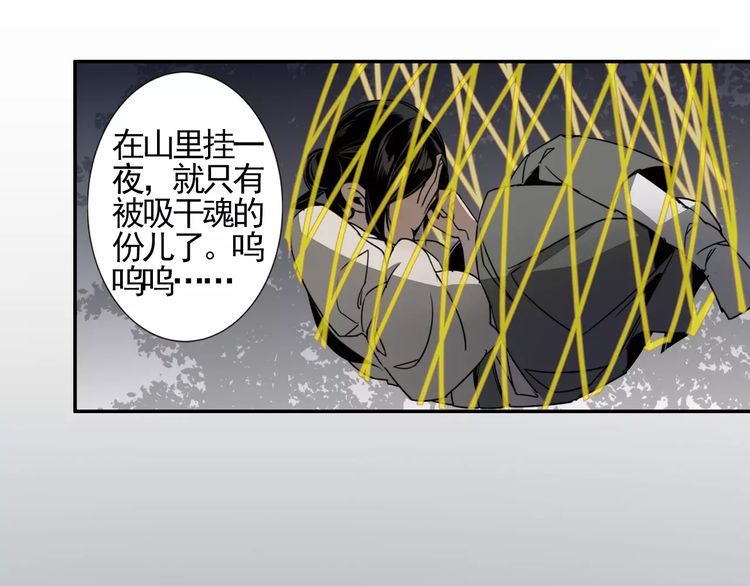 在山里挂一
夜，就只有
被吸干魂的
份儿了。呜
呜呜……